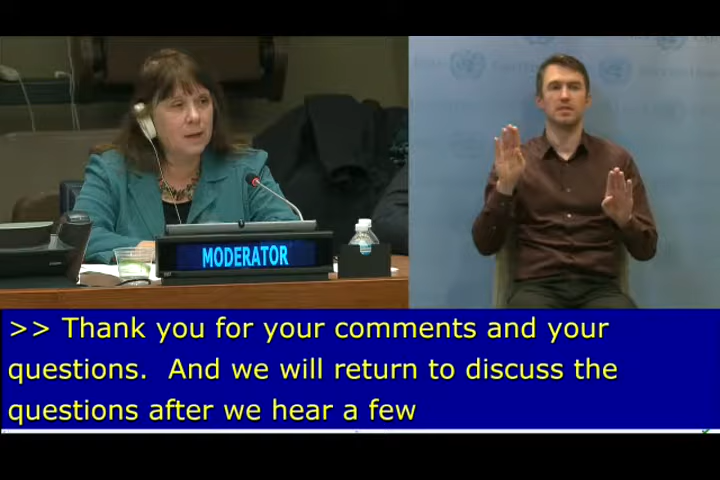 MODERATOR
>> Thank you for your comments and your
questions.  And we will return to discuss the
questions after we hear a few